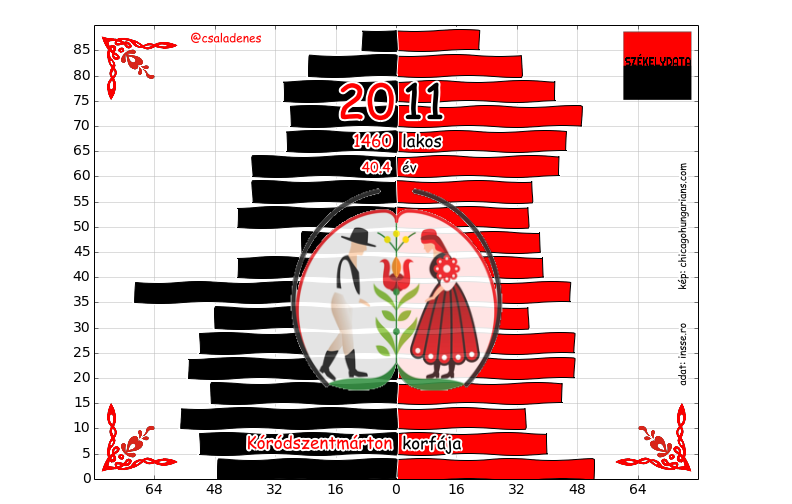 @csaladenes
SZÉKELYDATA
2011
1460 lakos
40.4 év
kép: chicagohungarians.com
adat: insse.ro
Kóródszentmárton korfája
85
80
75
70
65
60
55
50
45
40
35
30
25
20
15
10
5
0
64 48 32 16 0 16 32 48 64